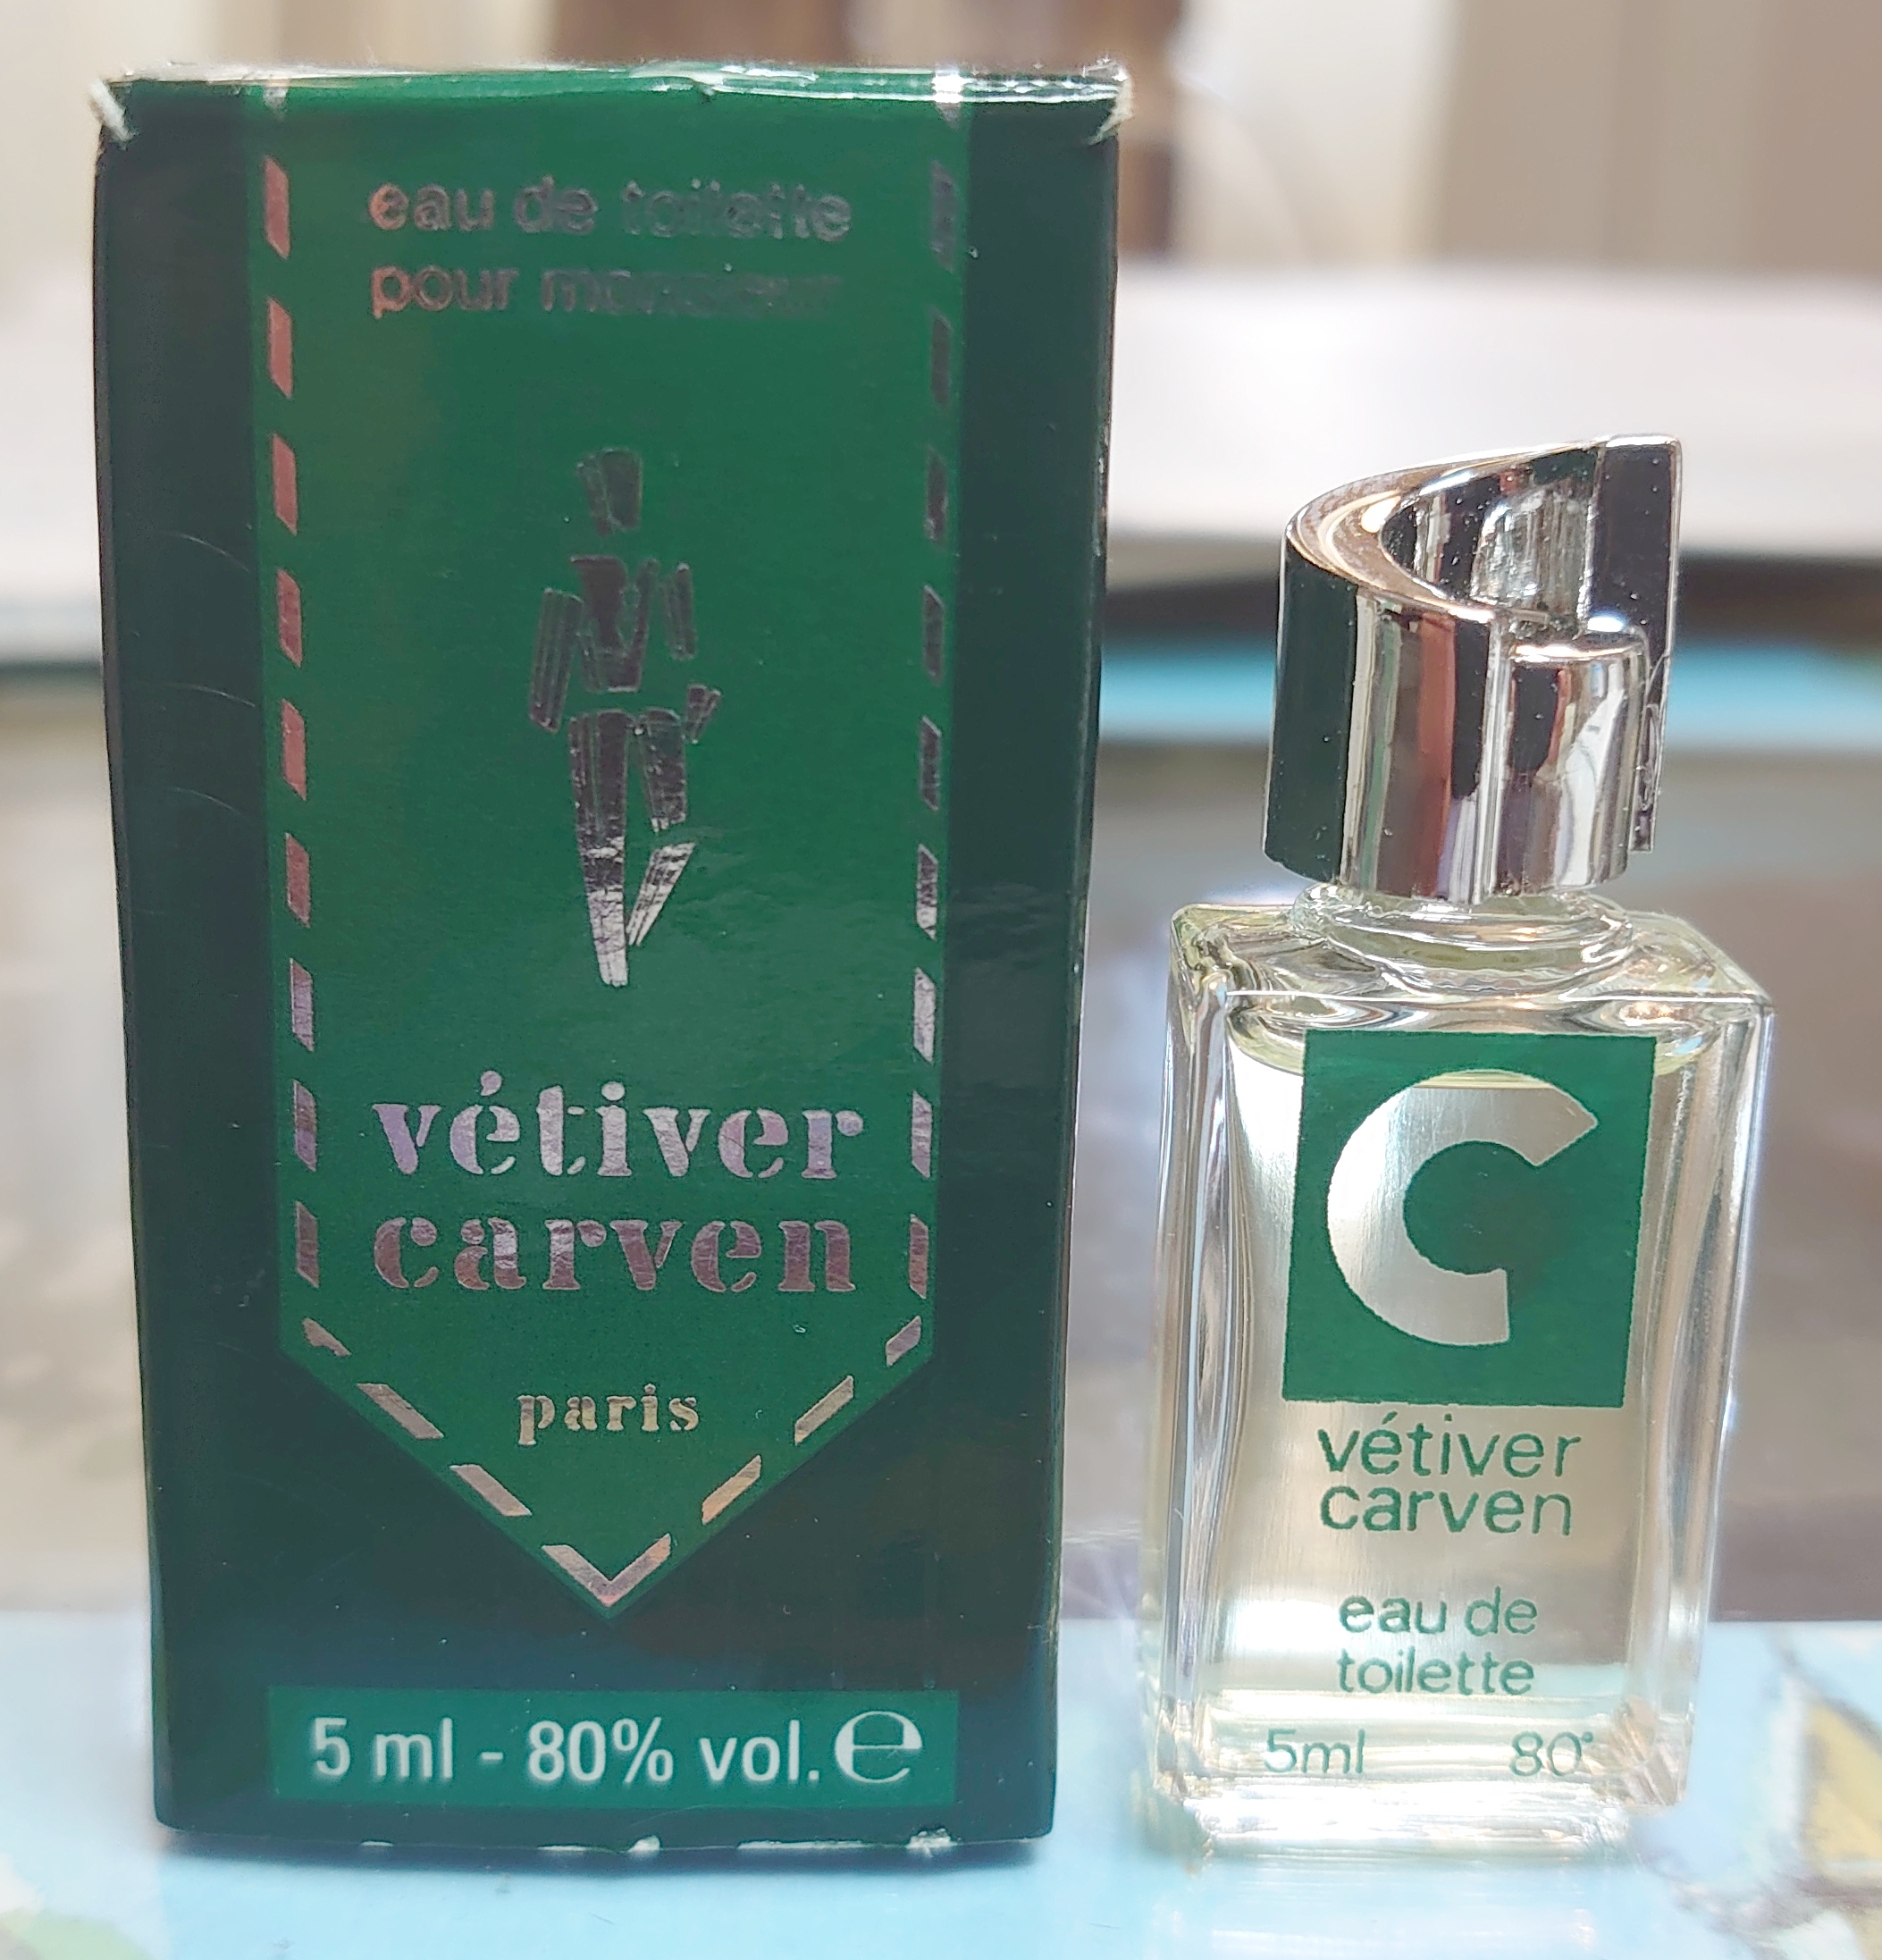 eau de toilette
pour monsieur
vétiver
carven
paris
5 ml - 80% vol. ℮
C
vétiver
carven
eau de
toilette
5ml 80°